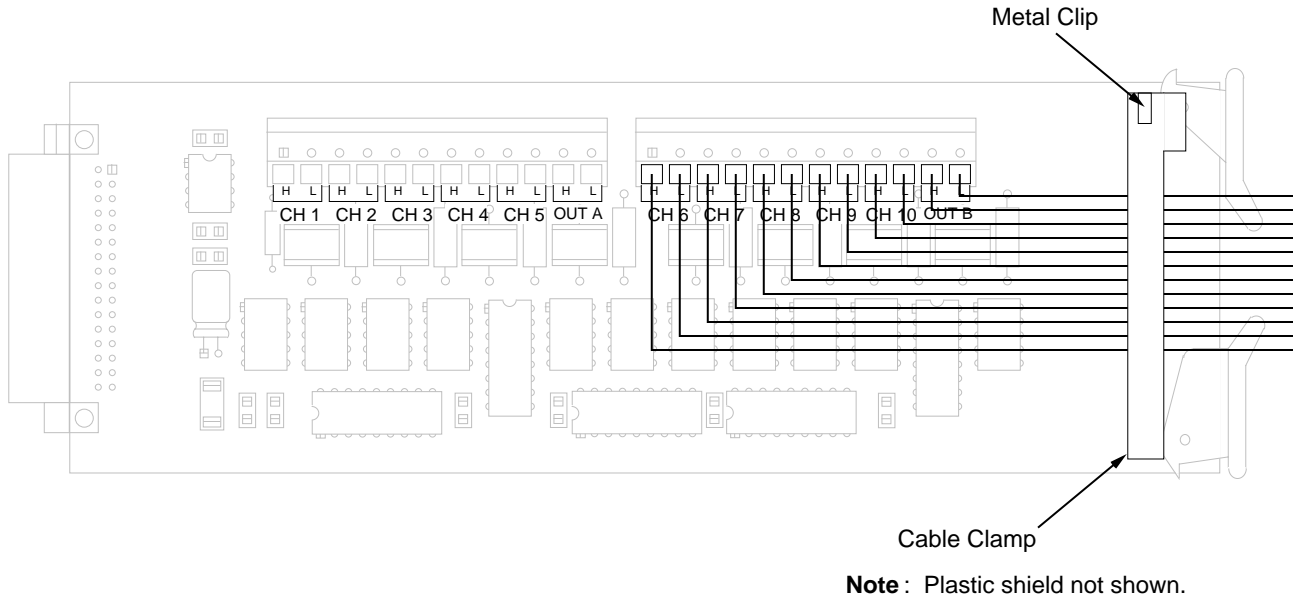 Metal Clip
H L H L H L H L H L H L H L H L H L H L H L H L
CH 1 CH 2 CH 3 CH 4 CH 5 OUT A CH 6 CH 7 CH 8 CH 9 CH 10 OUT B
Cable Clamp
Note : Plastic shield not shown.